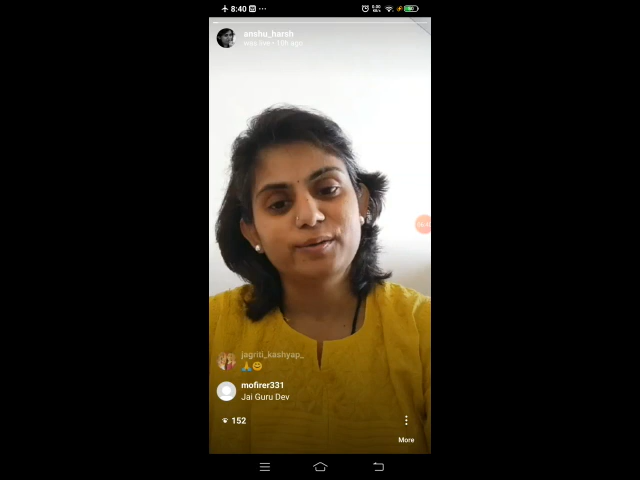 8:40
anshu_harsh
was live • 10h ago
jagriti_kashyap_
🙏😊
mofirer331
Jai Guru Dev
152
More